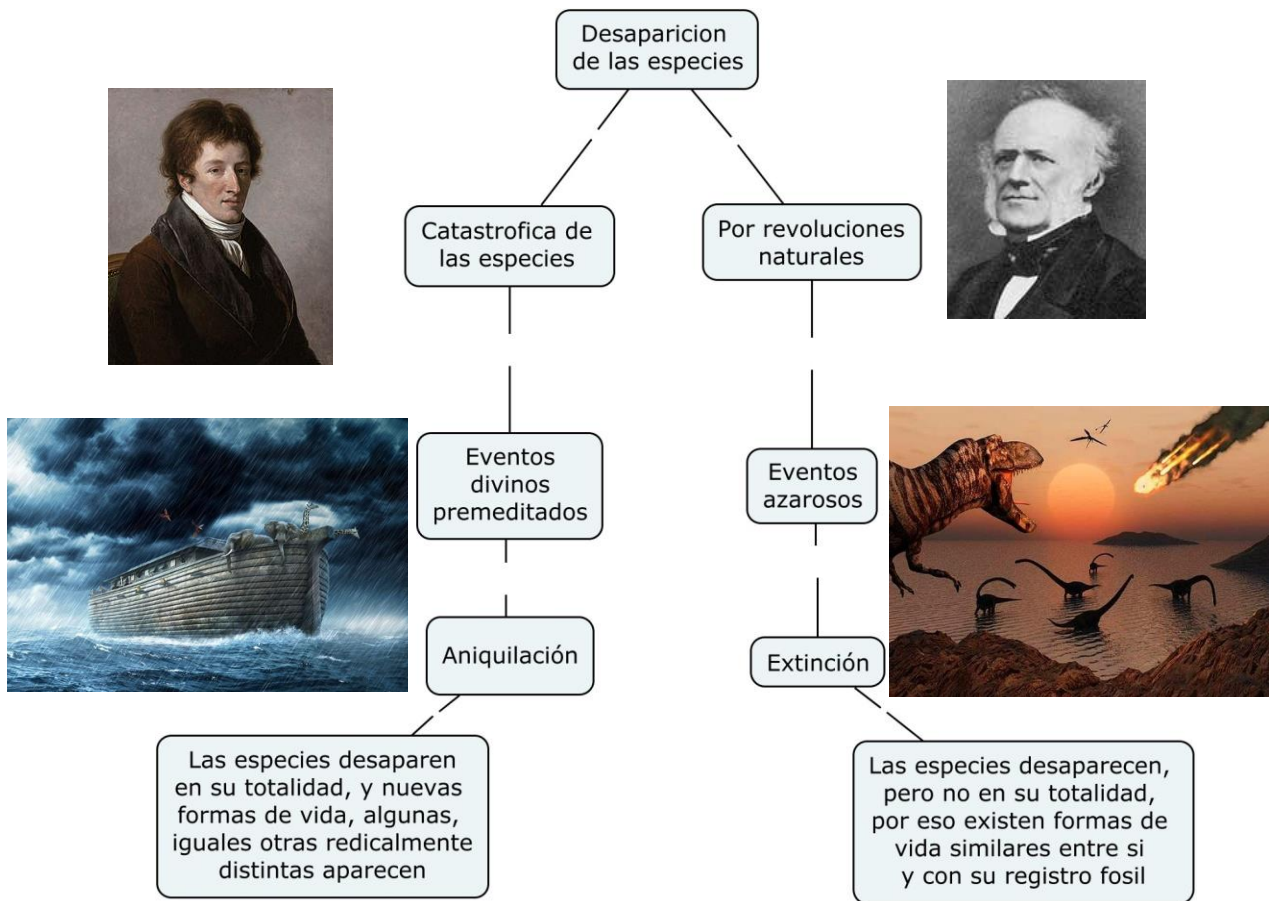 Desaparicion
de las especies
Catastrofica de
las especies
Por revoluciones
naturales
Eventos
divinos
premeditados
Eventos
azarosos
Aniquilación
Extinción
Las especies desaparen
en su totalidad, y nuevas
formas de vida, algunas,
iguales otras redicalmente
distintas aparecen
Las especies desaparecen,
pero no en su totalidad,
por eso existen formas de
vida similares entre si
y con su registro fosil